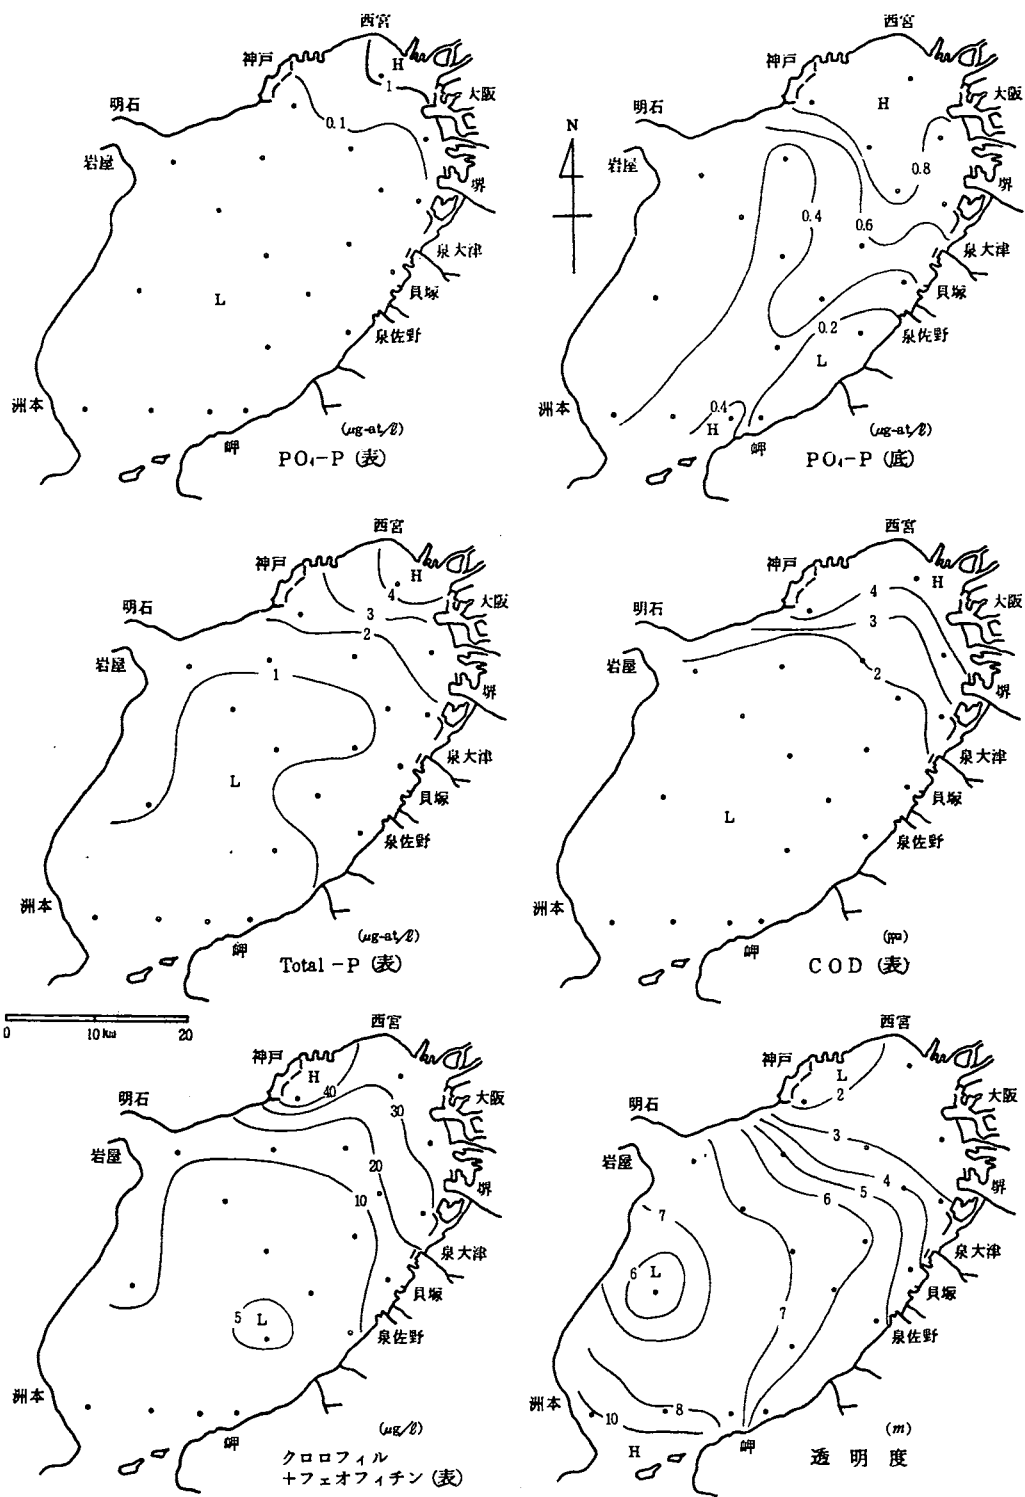 西宮
神戸
H
1
大阪
明石
0.1
岩屋
堺
泉大津
L
貝塚
泉佐野
洲本
岬
(μg-at/ℓ)
PO₄-P (表)
西宮
神戸
H
大阪
明石
N
岩屋
0.8
堺
0.4
0.6
泉大津
貝塚
0.2
泉佐野
L
洲本
0.4
H
岬
(μg-at/ℓ)
PO₄-P (底)
西宮
神戸
H
4
大阪
明石
3
2
岩屋
1
堺
泉大津
L
貝塚
泉佐野
洲本
岬
(μg-at/ℓ)
Total-P (表)
西宮
神戸
H
4
大阪
明石
3
岩屋
2
堺
泉大津
貝塚
L
泉佐野
洲本
岬
(ppm)
COD (表)
0 10km 20
西宮
神戸
H
40
大阪
明石
30
岩屋
20
堺
10
泉大津
貝塚
5 L
泉佐野
洲本
岬
(μg/ℓ)
クロロフィル
+フェオフィチン (表)
西宮
神戸
L
2
大阪
明石
3
岩屋
4
堺
5
6
7
泉大津
6 L
貝塚
7
泉佐野
洲本
8
10
岬
H
(m)
透明度